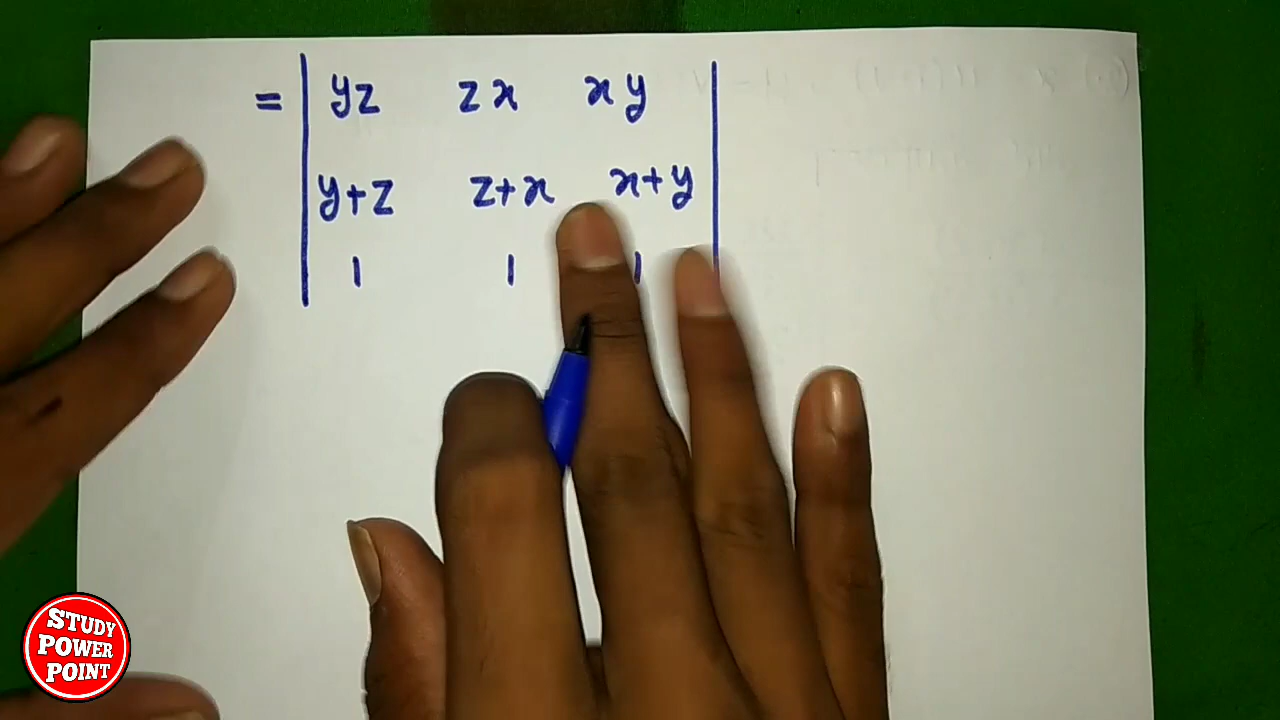 = | yz zx xy |
| y+z z+x x+y |
| 1 1 1 |
STUDY
POWER
POINT